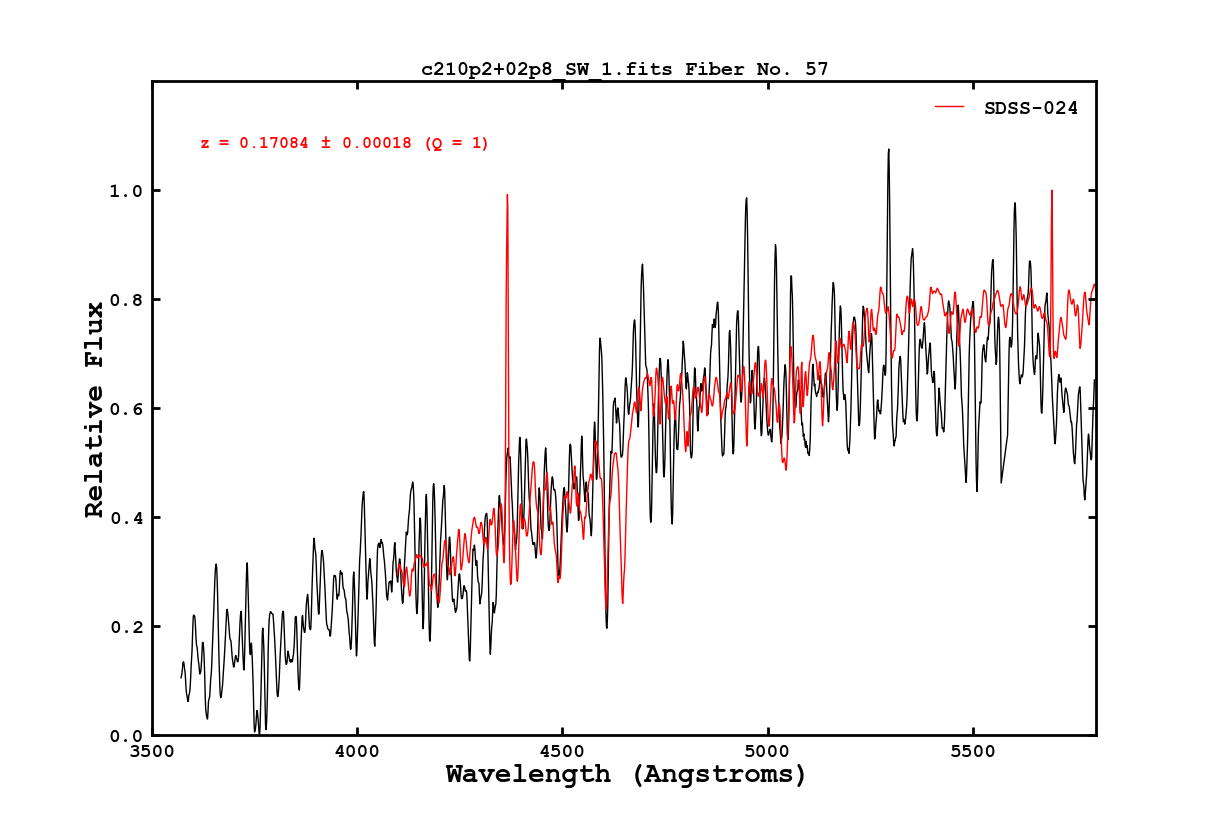 c210p2+02p8_SW_1.fits Fiber No. 57
SDSS-024
z = 0.17084 ± 0.00018 (Q = 1)
1.0
0.8
0.6
0.4
0.2
0.0
Relative Flux
3500 4000 4500 5000 5500
Wavelength (Angstroms)